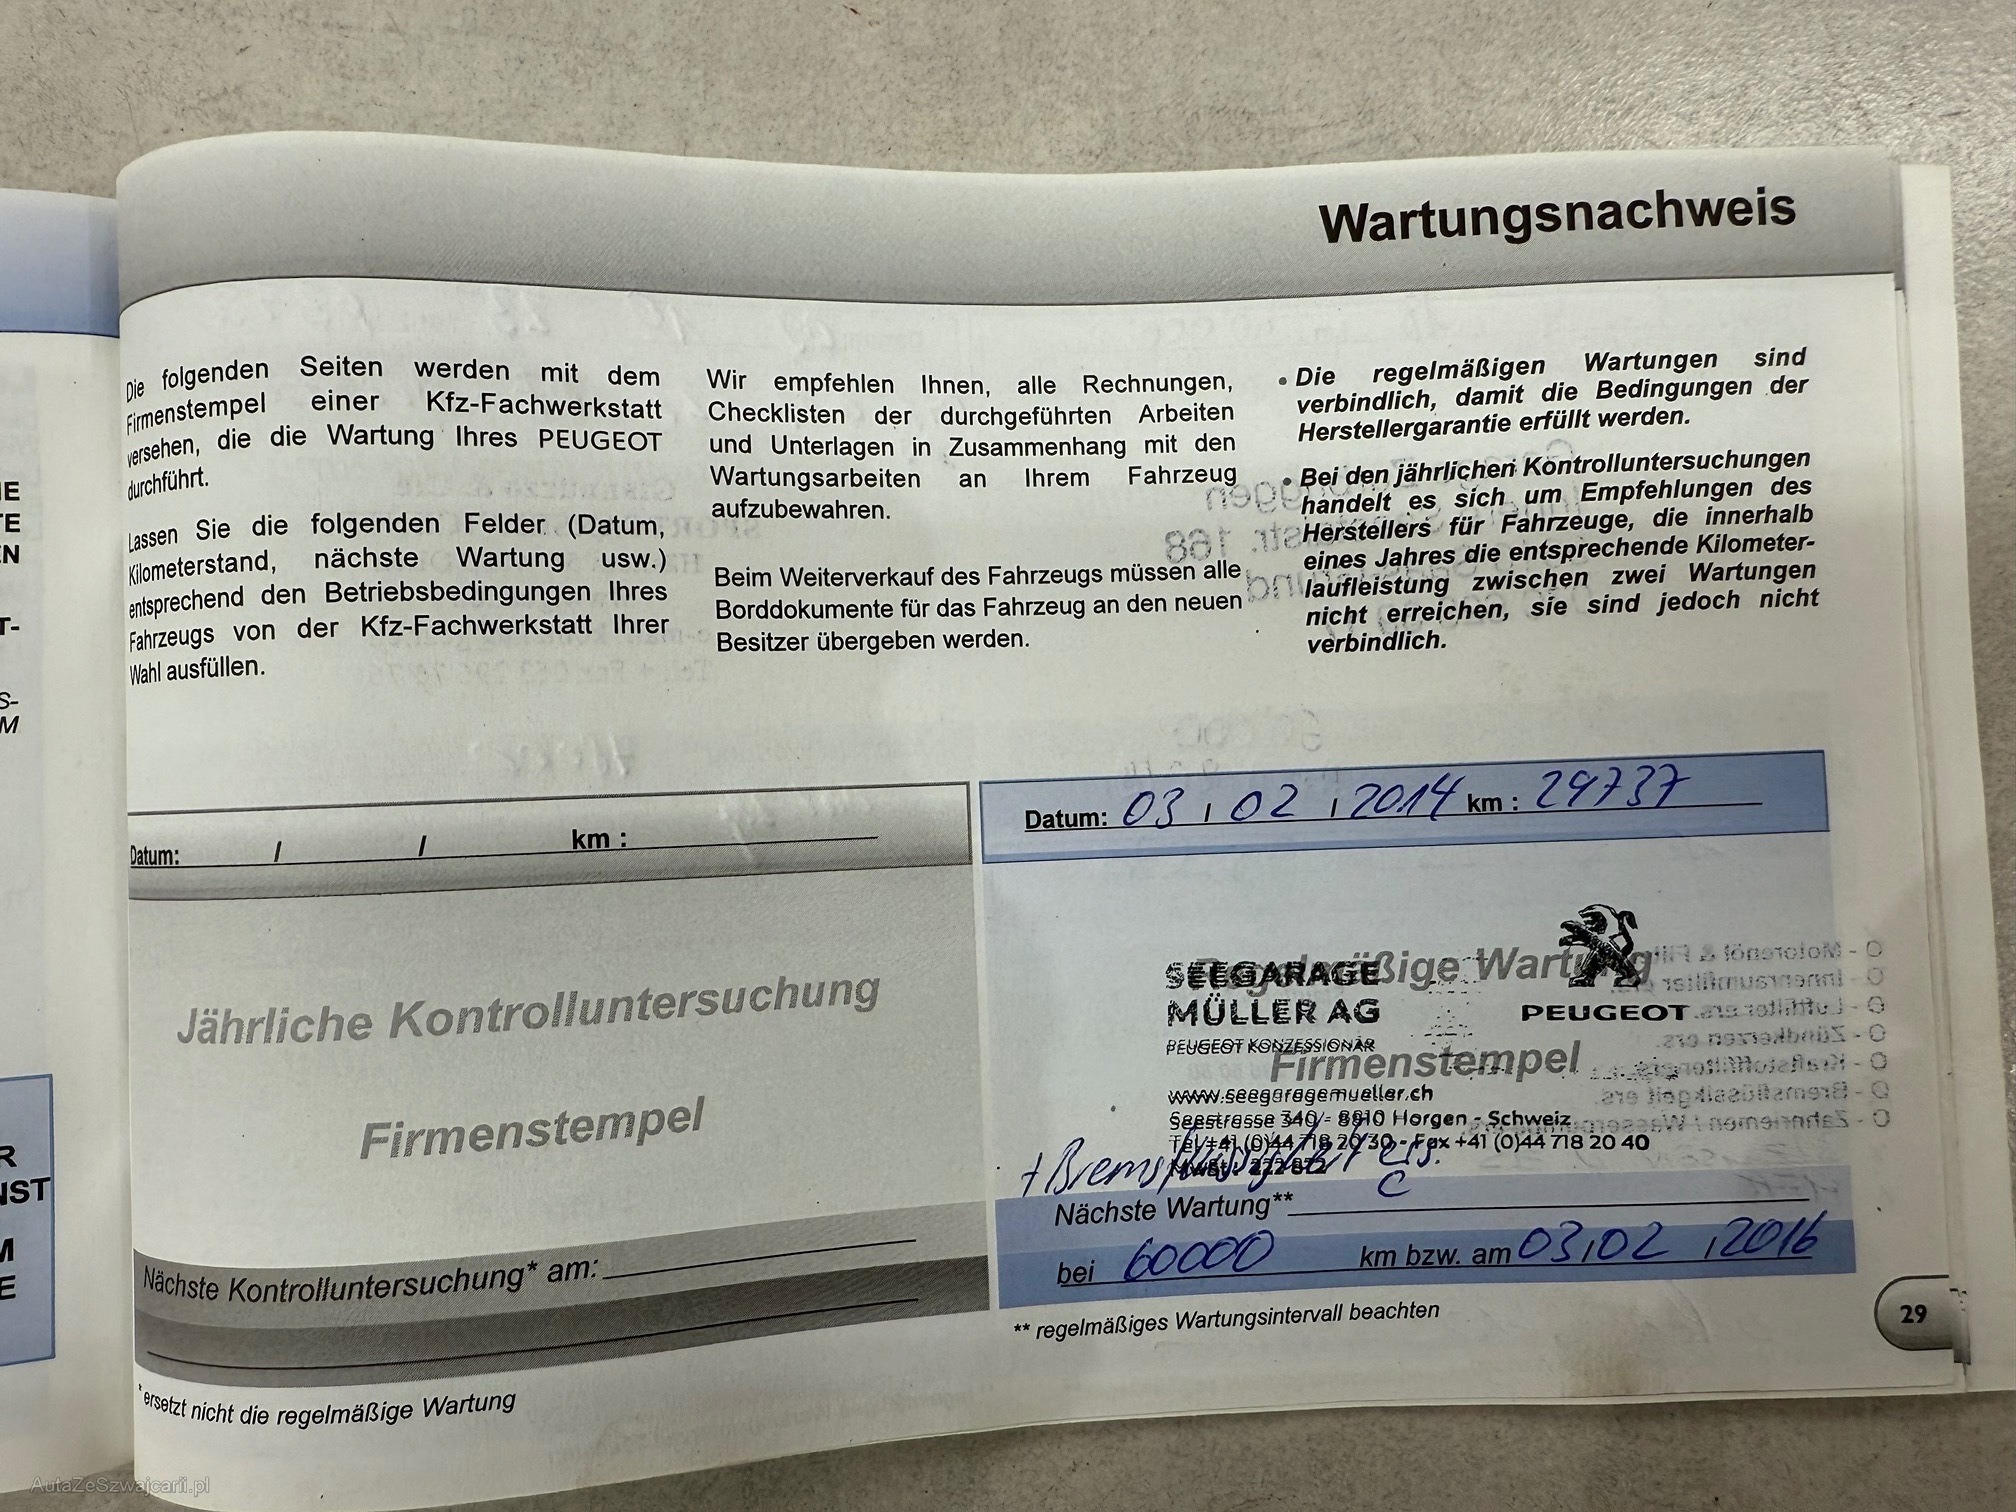 Wartungsnachweis
Die folgenden Seiten werden mit dem
Firmenstempel einer Kfz-Fachwerkstatt
versehen, die die Wartung Ihres PEUGEOT
durchführt.
Lassen Sie die folgenden Felder (Datum,
Kilometerstand, nächste Wartung usw.)
entsprechend den Betriebsbedingungen Ihres
Fahrzeugs von der Kfz-Fachwerkstatt Ihrer
Wahl ausfüllen.
Wir empfehlen Ihnen, alle Rechnungen,
Checklisten der durchgeführten Arbeiten
und Unterlagen in Zusammenhang mit den
Wartungsarbeiten an Ihrem Fahrzeug
aufzubewahren.
Beim Weiterverkauf des Fahrzeugs müssen alle
Borddokumente für das Fahrzeug an den neuen
Besitzer übergeben werden.
• Die regelmäßigen Wartungen sind
verbindlich, damit die Bedingungen der
Herstellergarantie erfüllt werden.
• Bei den jährlichen Kontrolluntersuchungen
handelt es sich um Empfehlungen des
Herstellers für Fahrzeuge, die innerhalb
eines Jahres die entsprechende Kilometer-
laufleistung zwischen zwei Wartungen
nicht erreichen, sie sind jedoch nicht
verbindlich.
Datum: / / km :
Jährliche Kontrolluntersuchung
Firmenstempel
Nächste Kontrolluntersuchung* am:
* ersetzt nicht die regelmäßige Wartung
Datum: 03 / 02 / 2014 km : 29737
Regelmäßige Wartung
Firmenstempel
SEEGARAGE
MÜLLER AG
PEUGEOT KONZESSIONÄR
PEUGEOT
www.seegaragemueller.ch
Seestrasse 340 - 8810 Horgen - Schweiz
Tel +41 (0)44 718 20 30 - Fax +41 (0)44 718 20 40
+ Bremsflüssigkeit ers.
Nächste Wartung** C
bei 60000 km bzw. am 03 / 02 / 2016
** regelmäßiges Wartungsintervall beachten
29
AutaZeSzwajcarii.pl